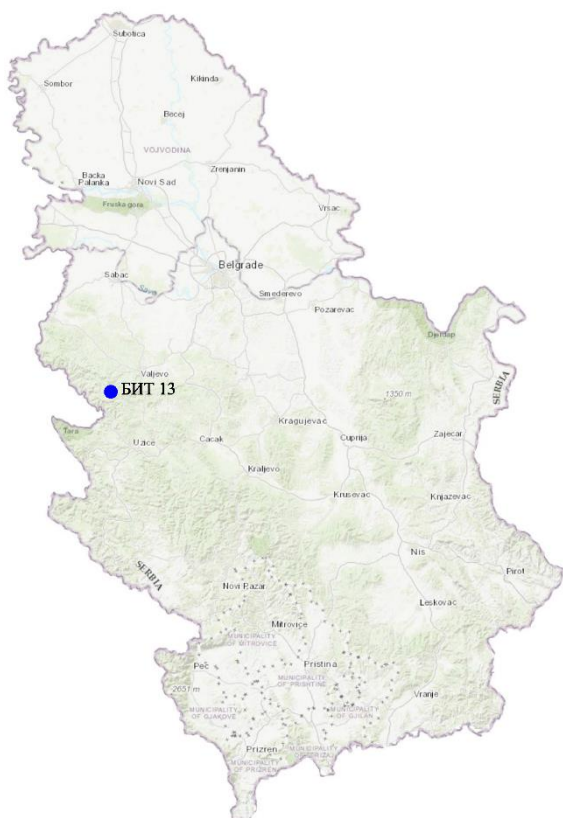 Subotica
Sombor
Kikinda
Becej
VOJVODINA
Zrenjanin
Backa
Palanka
Novi Sad
Fruska gora
Vrsac
Belgrade
Sabac
Sava
Smederevo
Pozarevac
Djerdap
Valjevo
SERBIA
БИТ 13
1350 m
Kragujevac
Tara
Uzice
Cacak
Cuprija
Zajecar
Kraljevo
Krusevac
Knjazevac
Nis
SERBIA
Pirot
Novi Pazar
Leskovac
Mitrovice
MUNICIPALITY
OF MITROVICE
Peć
Pristina
MUNICIPALITY
OF PRISHTINE
2651 m
Vranje
MUNICIPALITY
OF GJAKOVE
MUNICIPALITY
OF GJILAN
Prizren
MUNICIPALITY
OF PRIZREN
MUNICIPALITY